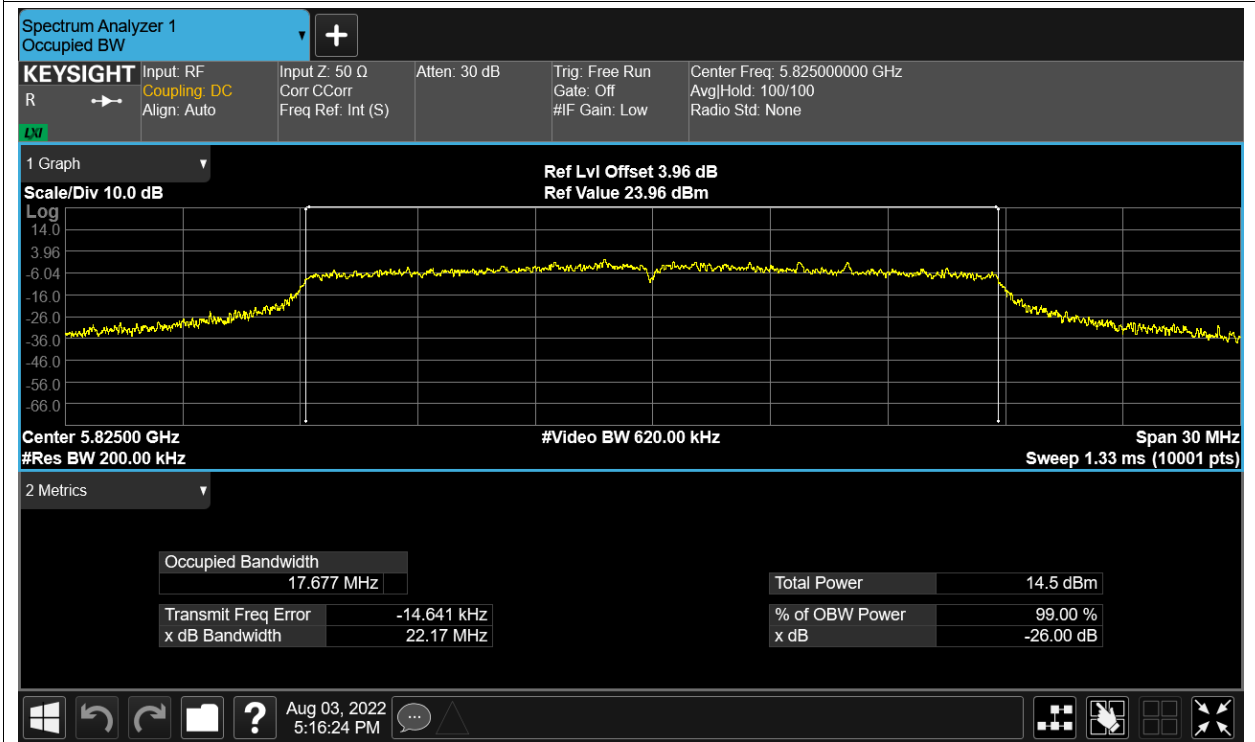 Spectrum Analyzer 1
Occupied BW
KEYSIGHT
R
LXI
Input: RF
Coupling: DC
Align: Auto
Input Z: 50 Ω
Corr CCorr
Freq Ref: Int (S)
Atten: 30 dB
Trig: Free Run
Gate: Off
#IF Gain: Low
Center Freq: 5.825000000 GHz
Avg|Hold: 100/100
Radio Std: None
1 Graph
Scale/Div 10.0 dB
Ref Lvl Offset 3.96 dB
Ref Value 23.96 dBm
Log
14.0
3.96
-6.04
-16.0
-26.0
-36.0
-46.0
-56.0
-66.0
Center 5.82500 GHz
#Res BW 200.00 kHz
#Video BW 620.00 kHz
Span 30 MHz
Sweep 1.33 ms (10001 pts)
2 Metrics
Occupied Bandwidth
17.677 MHz
Transmit Freq Error -14.641 kHz
x dB Bandwidth 22.17 MHz
Total Power 14.5 dBm
% of OBW Power 99.00 %
x dB -26.00 dB
?
Aug 03, 2022
5:16:24 PM